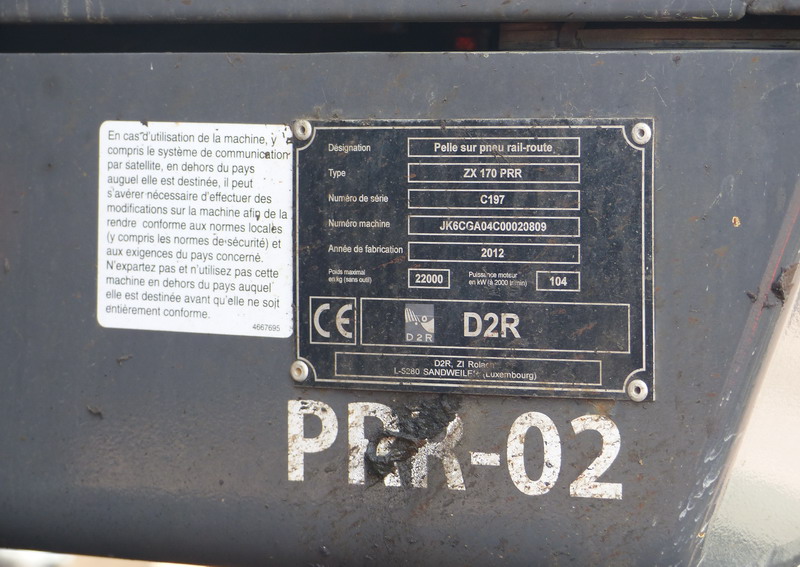 En cas d'utilisation de la machine, y
compris le système de communication
par satellite, en dehors du pays
auguel elle est destinée, il peut
s'avérer nécessaire d'effectuer des
modifications sur la machine afin de la
rendre conforme aux normes locales
(y compris les normes de sécurité) et
aux exigences du pays concerné.
N'expartez pas et n'utilisez pas cette
machine en dehors du pays auquel
elle est destinée avant qu'elle ne soit
entièrement conforme.
4667695
Désignation Pelle sur pneu rail-route
Type ZX 170 PRR
Numéro de série C197
Numéro machine JK6CGA04C00020809
Année de fabrication 2012
Poids maximal
en kg (sans outil) 22000 Puissance moteur
en kW (à 2000 tr/min) 104
CE D2R D2R
D2R, ZI
L-5280 SANDWEILER (Luxembourg)
PRR-02